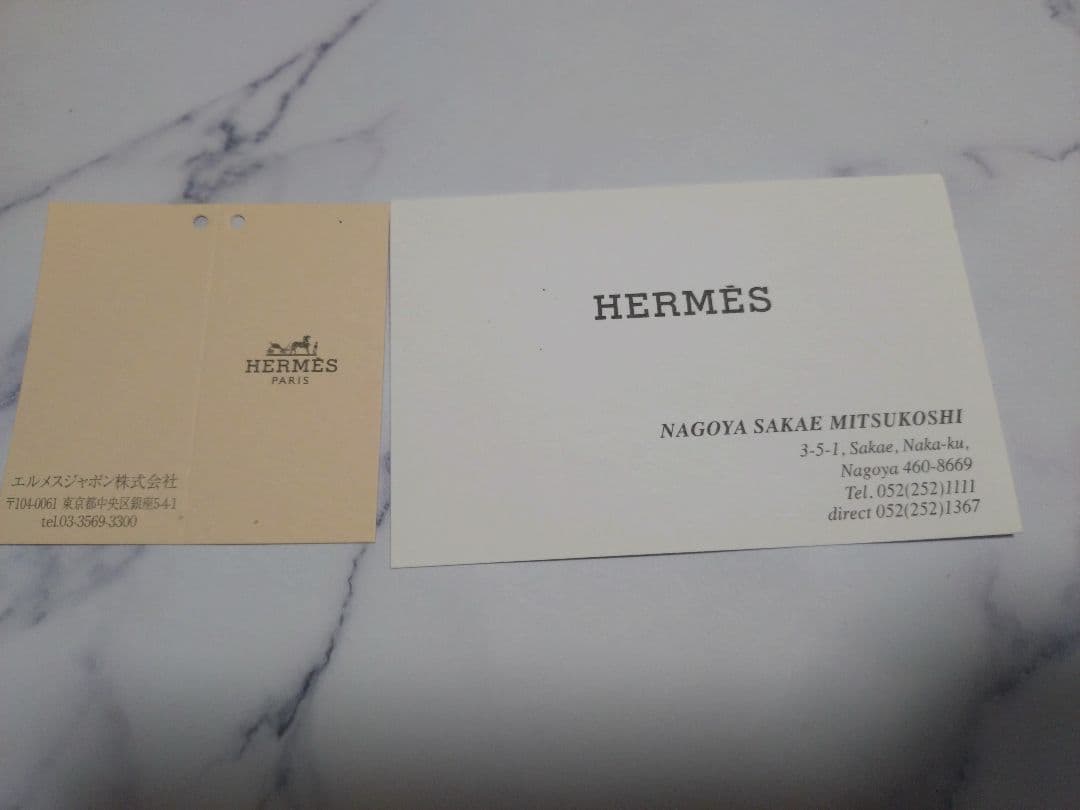 HERMÈS
PARIS
エルメスジャポン株式会社
〒104-0061 東京都中央区銀座5-4-1
tel.03-3569-3300
HERMÈS
NAGOYA SAKAE MITSUKOSHI
3-5-1, Sakae, Naka-ku,
Nagoya 460-8669
Tel. 052(252)1111
direct 052(252)1367